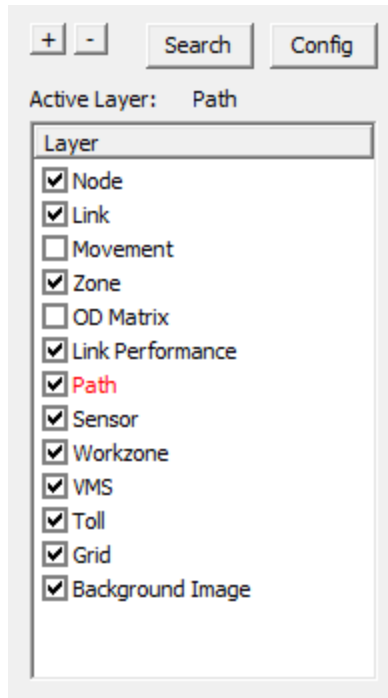 + - Search Config
Active Layer: Path
Layer
Node
Link
Movement
Zone
OD Matrix
Link Performance
Path
Sensor
Workzone
VMS
Toll
Grid
Background Image